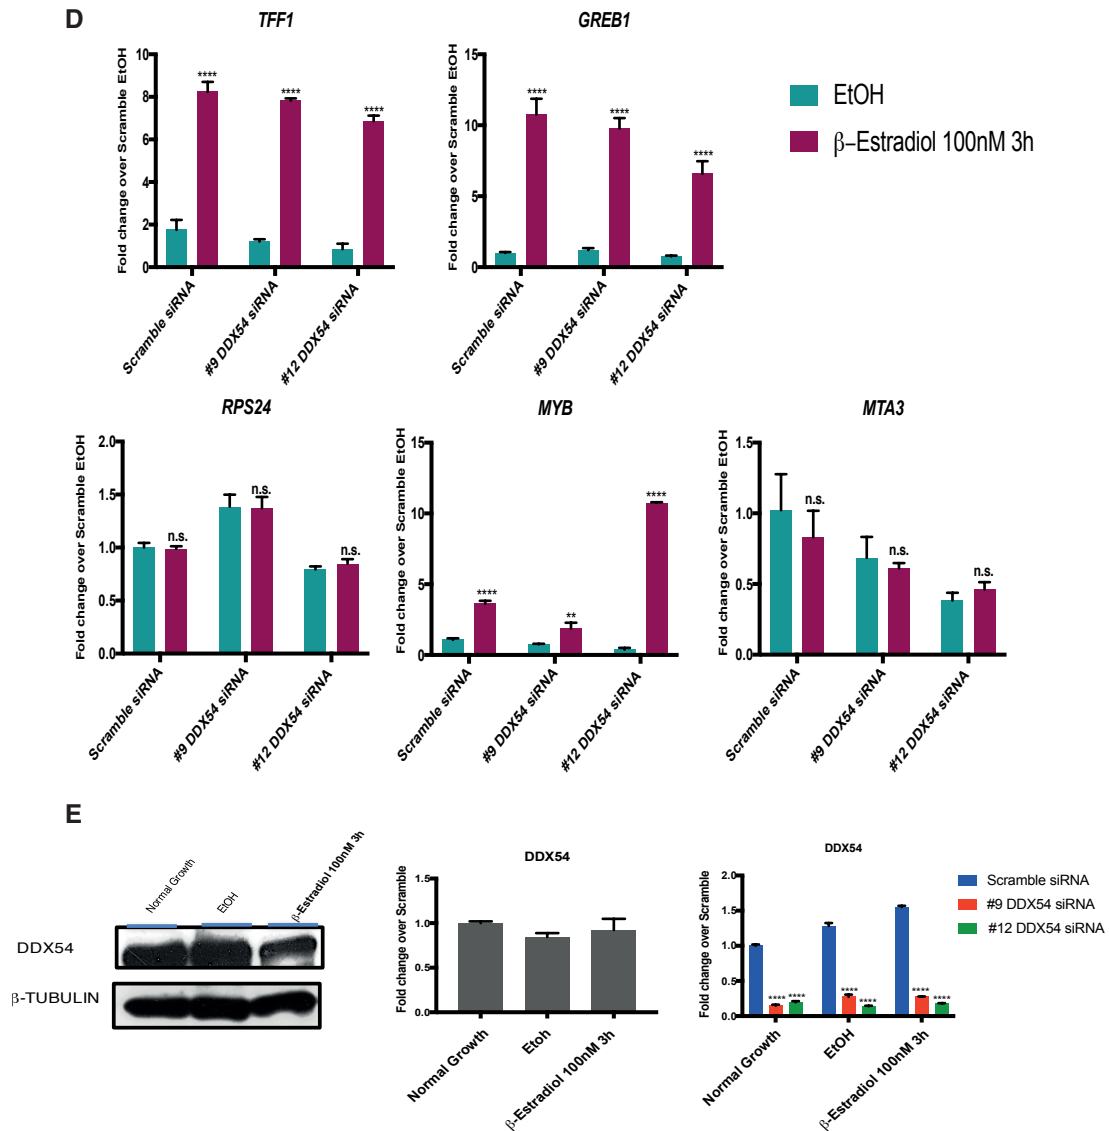 D
TFF1
GREB1
Fold change over Scramble EtOH
10
8
6
4
2
0
****
****
****
Scramble siRNA
#9 DDX54 siRNA
#12 DDX54 siRNA
Fold change over Scramble EtOH
15
10
5
0
****
****
****
Scramble siRNA
#9 DDX54 siRNA
#12 DDX54 siRNA
EtOH
β–Estradiol 100nM 3h
RPS24
MYB
MTA3
Fold change over Scramble EtOH
2.0
1.5
1.0
0.5
0.0
n.s.
n.s.
n.s.
Scramble siRNA
#9 DDX54 siRNA
#12 DDX54 siRNA
Fold change over Scramble EtOH
15
10
5
0
****
**
****
Scramble siRNA
#9 DDX54 siRNA
#12 DDX54 siRNA
Fold change over Scramble EtOH
1.5
1.0
0.5
0.0
n.s.
n.s.
n.s.
Scramble siRNA
#9 DDX54 siRNA
#12 DDX54 siRNA
E
Normal Growth
EtOH
β-Estradiol 100nM 3h
DDX54
β-TUBULIN
DDX54
Fold change over Scramble
1.5
1.0
0.5
0.0
Normal Growth
Etoh
β-Estradiol 100nM 3h
DDX54
Fold change over Scramble
2.0
1.5
1.0
0.5
0.0
**** ****
**** ****
**** ****
Normal Growth
EtOH
β-Estradiol 100nM 3h
Scramble siRNA
#9 DDX54 siRNA
#12 DDX54 siRNA